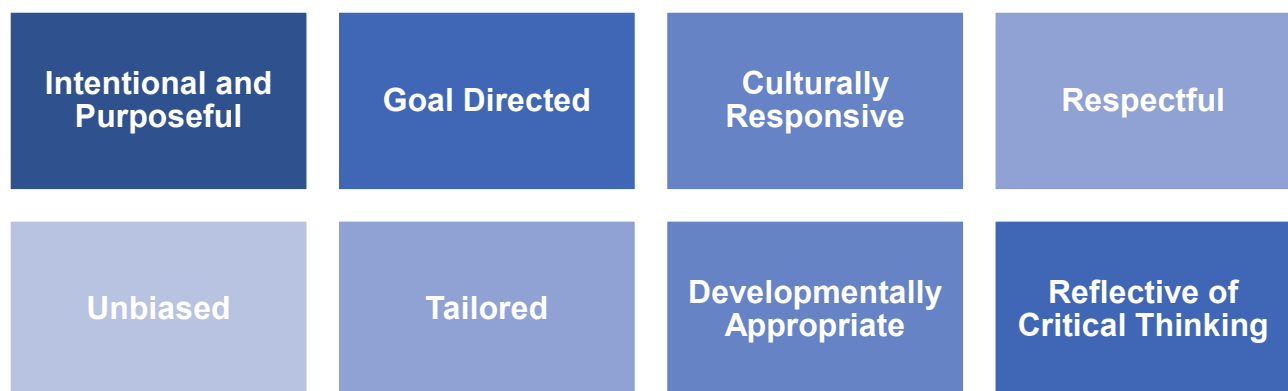 Intentional and
Purposeful
Goal Directed
Culturally
Responsive
Respectful
Unbiased
Tailored
Developmentally
Appropriate
Reflective of
Critical Thinking